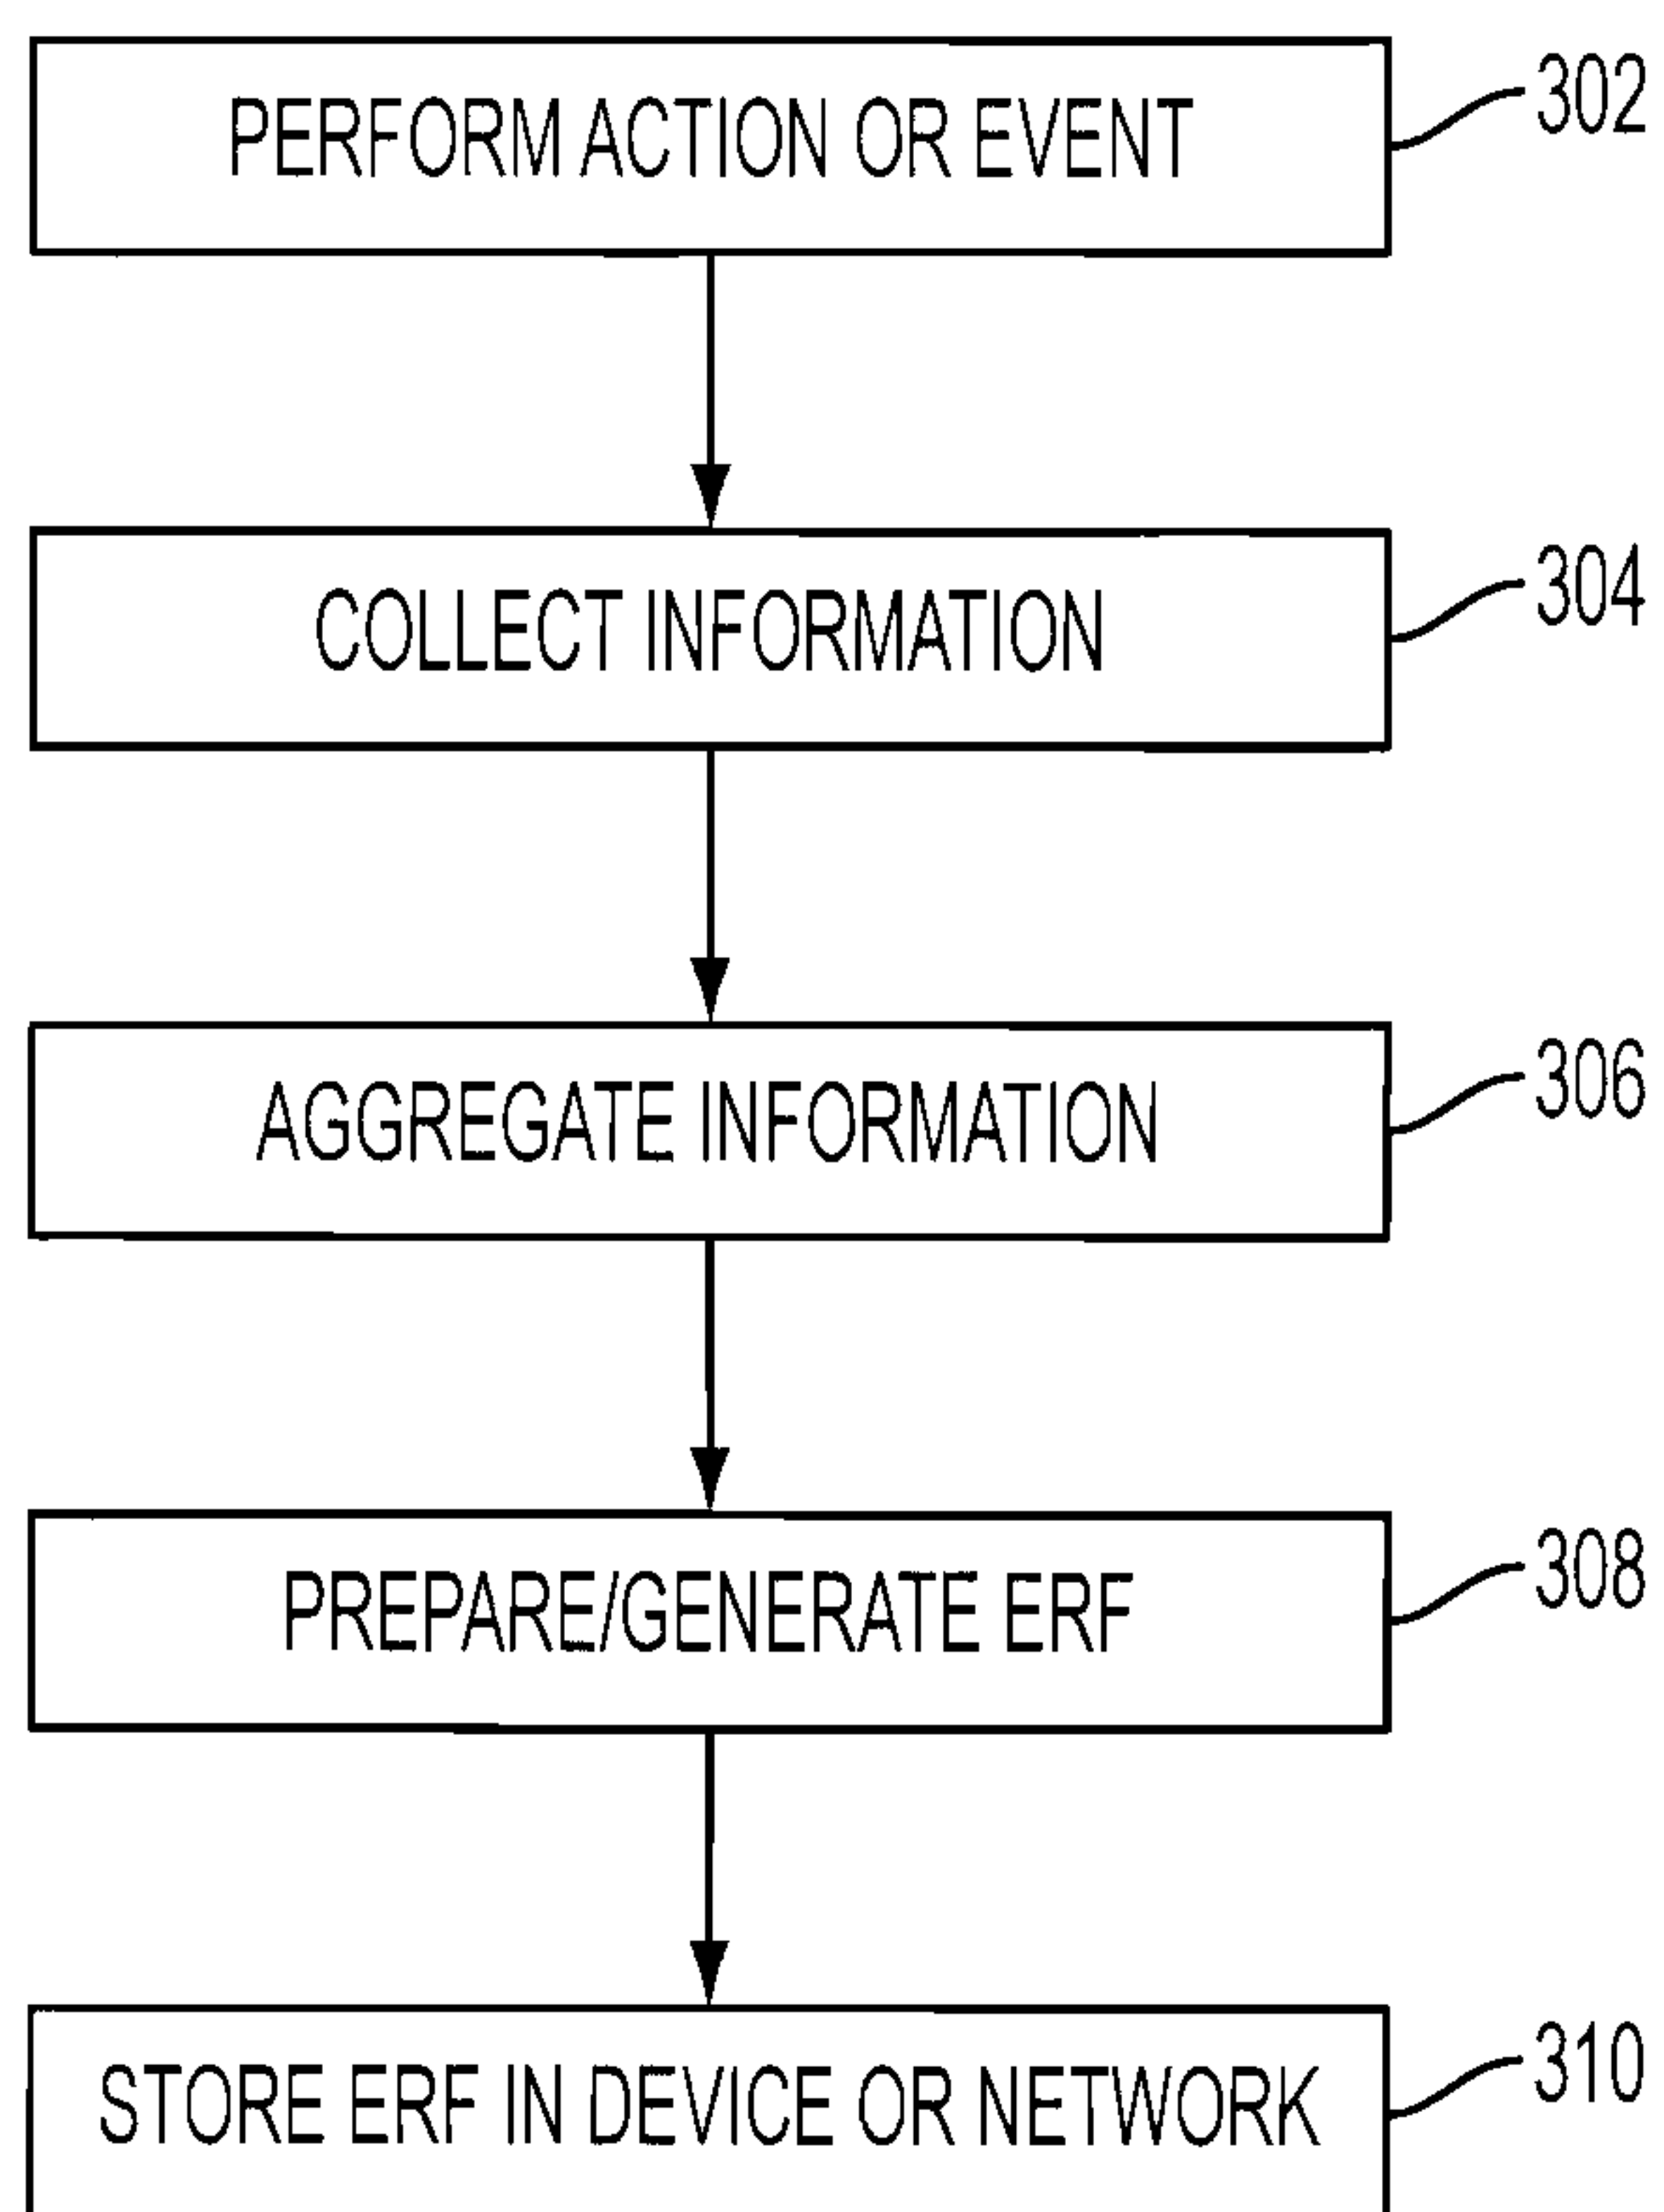 PERFORM ACTION OR EVENT
302
COLLECT INFORMATION
304
AGGREGATE INFORMATION
306
PREPARE/GENERATE ERF
308
STORE ERF IN DEVICE OR NETWORK
310